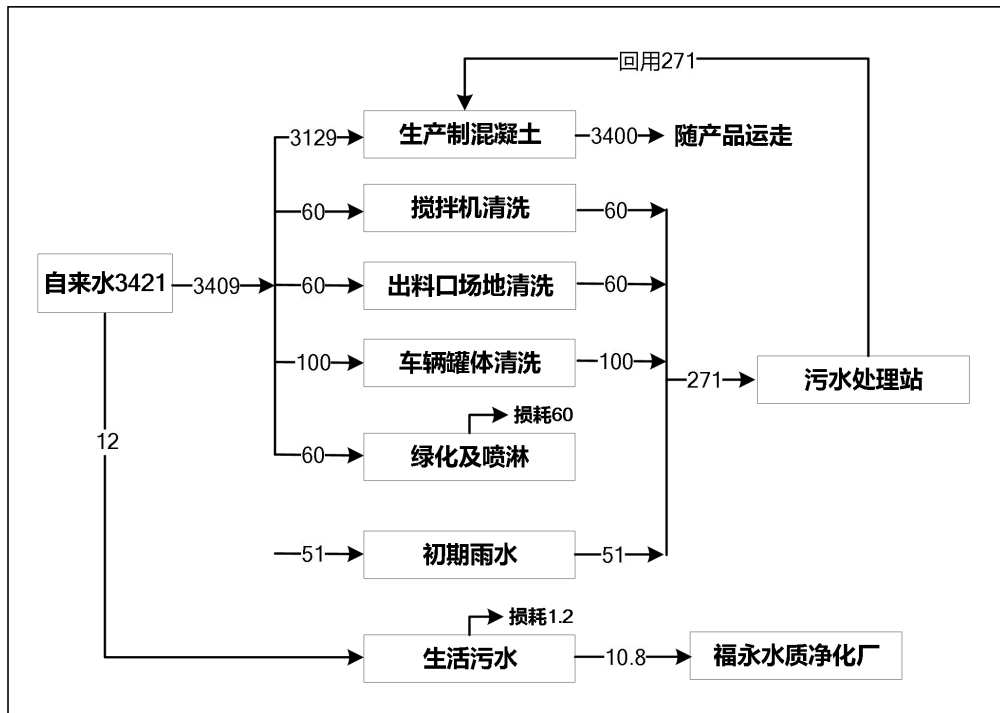 回用271
3129
生产制混凝土
3400
随产品运走
60
搅拌机清洗
60
自来水3421
3409
60
出料口场地清洗
60
100
车辆罐体清洗
100
271
污水处理站
损耗60
12
60
绿化及喷淋
51
初期雨水
51
损耗1.2
生活污水
10.8
福永水质净化厂